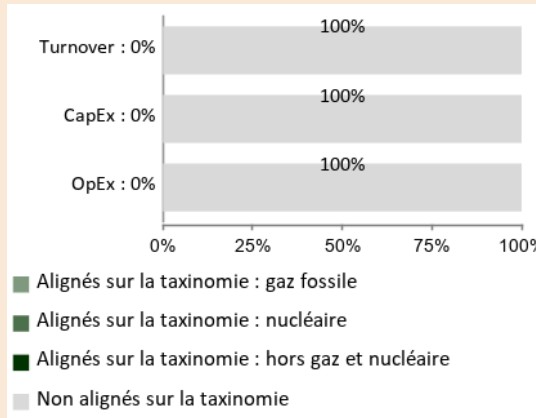 100%
Turnover : 0%
100%
CapEx : 0%
100%
OpEx : 0%
0% 25% 50% 75% 100%
Alignés sur la taxinomie : gaz fossile
Alignés sur la taxinomie : nucléaire
Alignés sur la taxinomie : hors gaz et nucléaire
Non alignés sur la taxinomie